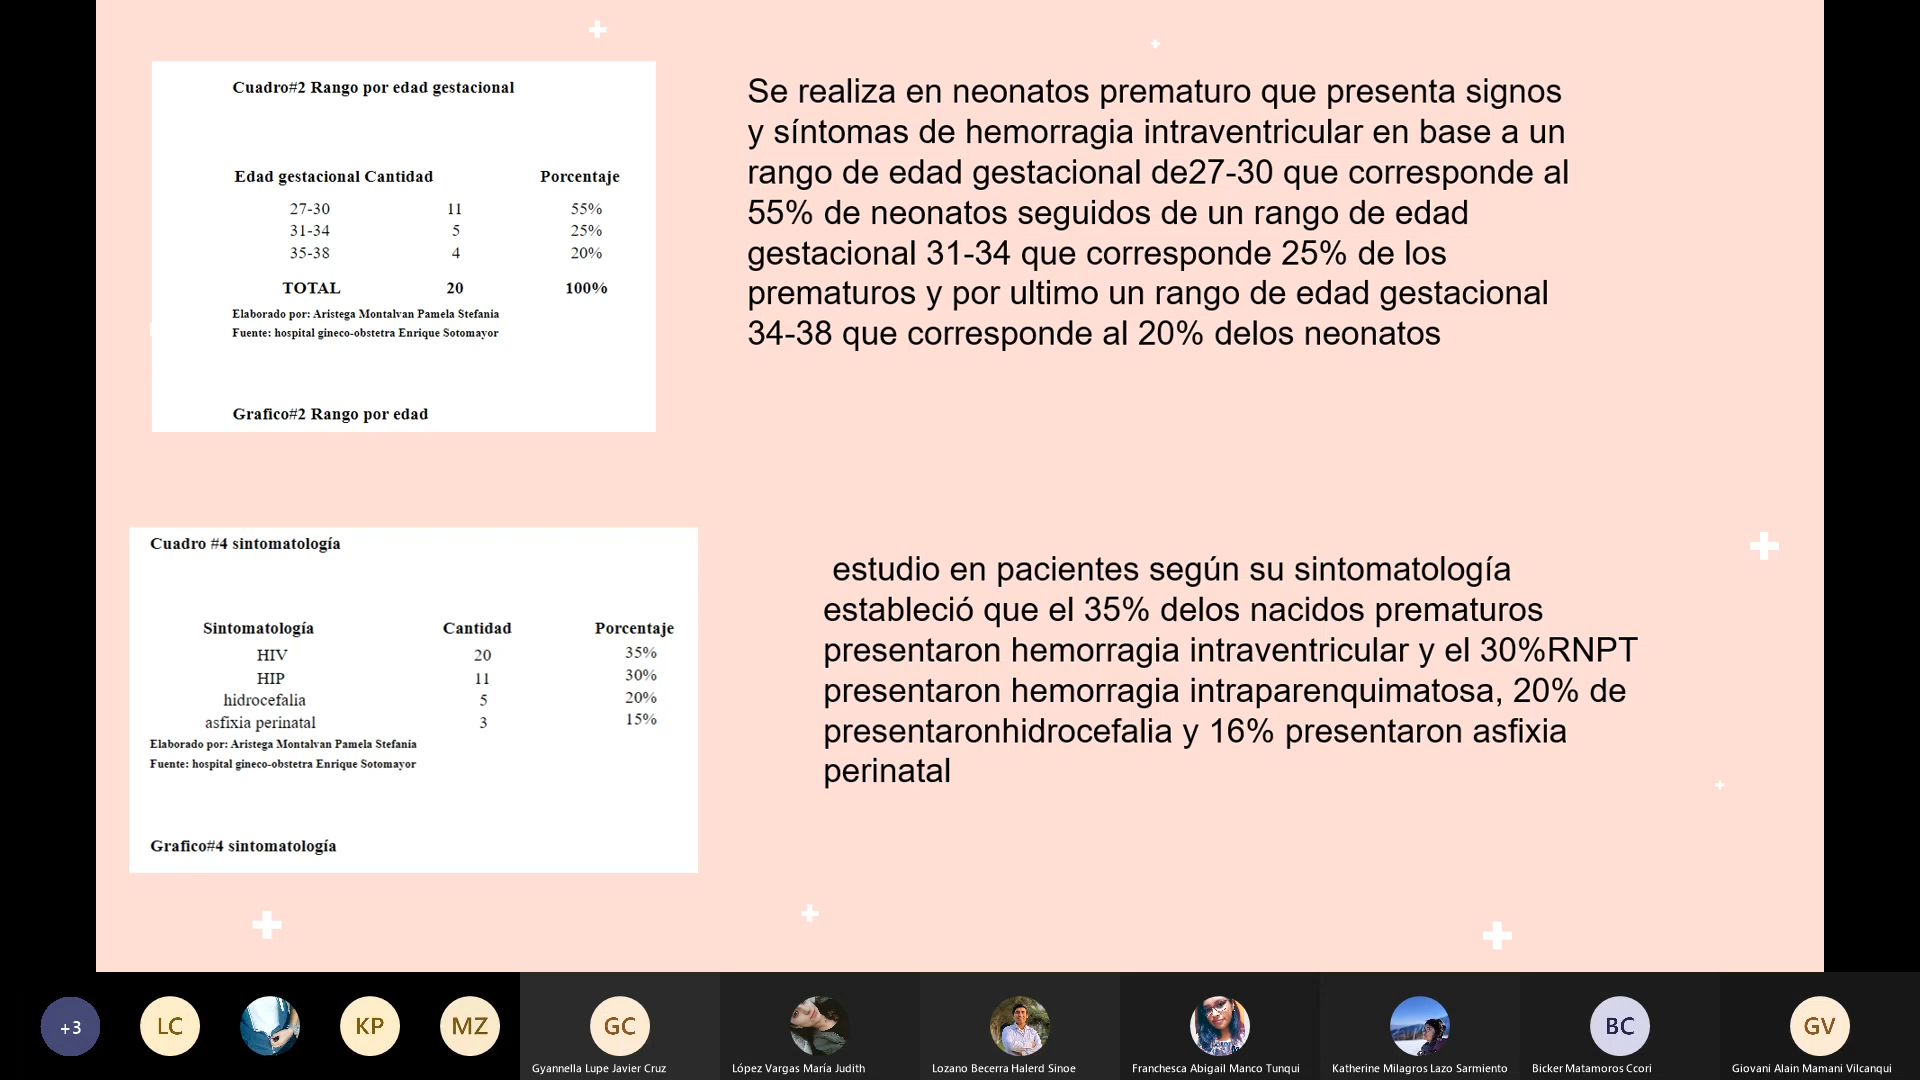 Cuadro#2 Rango por edad gestacional
Edad gestacional Cantidad Porcentaje
27-30 11 55%
31-34 5 25%
35-38 4 20%
TOTAL 20 100%
Elaborado por: Aristega Montalvan Pamela Stefania
Fuente: hospital gineco-obstetra Enrique Sotomayor
Grafico#2 Rango por edad
Se realiza en neonatos prematuro que presenta signos
y síntomas de hemorragia intraventricular en base a un
rango de edad gestacional de27-30 que corresponde al
55% de neonatos seguidos de un rango de edad
gestacional 31-34 que corresponde 25% de los
prematuros y por ultimo un rango de edad gestacional
34-38 que corresponde al 20% delos neonatos
Cuadro #4 sintomatología
Sintomatología Cantidad Porcentaje
HIV 20 35%
HIP 11 30%
hidrocefalia 5 20%
asfixia perinatal 3 15%
Elaborado por: Aristega Montalvan Pamela Stefania
Fuente: hospital gineco-obstetra Enrique Sotomayor
Grafico#4 sintomatología
estudio en pacientes según su sintomatología
estableció que el 35% delos nacidos prematuros
presentaron hemorragia intraventricular y el 30%RNPT
presentaron hemorragia intraparenquimatosa, 20% de
presentaronhidrocefalia y 16% presentaron asfixia
perinatal
+3 LC KP MZ GC BC GV
Gyannella Lupe Javier Cruz López Vargas María Judith Lozano Becerra Halerd Sinoe Franchesca Abigail Manco Tunqui Katherine Milagros Lazo Sarmiento Bicker Matamoros Ccori Giovani Alain Mamani Vilcanqui